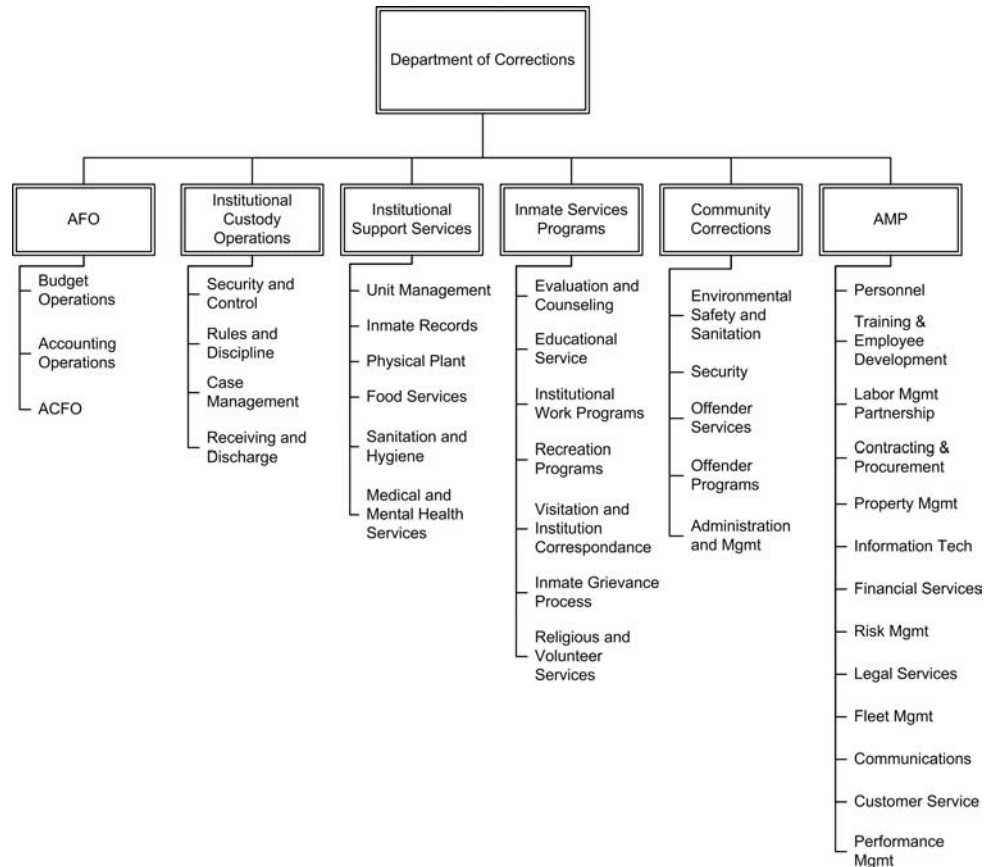 Department of Corrections
AFO
Budget
Operations
Accounting
Operations
ACFO
Institutional
Custody
Operations
Security and
Control
Rules and
Discipline
Case
Management
Receiving and
Discharge
Institutional
Support Services
Unit Management
Inmate Records
Physical Plant
Food Services
Sanitation and
Hygiene
Medical and
Mental Health
Services
Inmate Services
Programs
Evaluation and
Counseling
Educational
Service
Institutional
Work Programs
Recreation
Programs
Visitation and
Institution
Correspondance
Inmate Grievance
Process
Religious and
Volunteer
Services
Community
Corrections
Environmental
Safety and
Sanitation
Security
Offender
Services
Offender
Programs
Administration
and Mgmt
AMP
Personnel
Training &
Employee
Development
Labor Mgmt
Partnership
Contracting &
Procurement
Property Mgmt
Information Tech
Financial Services
Risk Mgmt
Legal Services
Fleet Mgmt
Communications
Customer Service
Performance
Mgmt